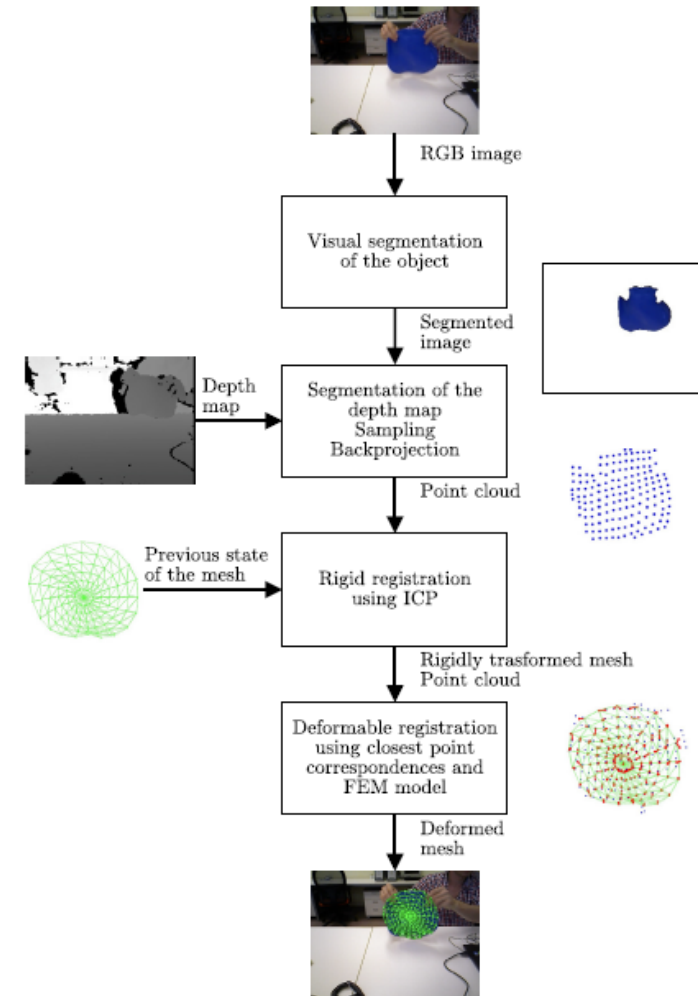 RGB image
Visual segmentation
of the object
Segmented
image
Depth
map
Segmentation of the
depth map
Sampling
Backprojection
Point cloud
Previous state
of the mesh
Rigid registration
using ICP
Rigidly trasformed mesh
Point cloud
Deformable registration
using closest point
correspondences and
FEM model
Deformed
mesh